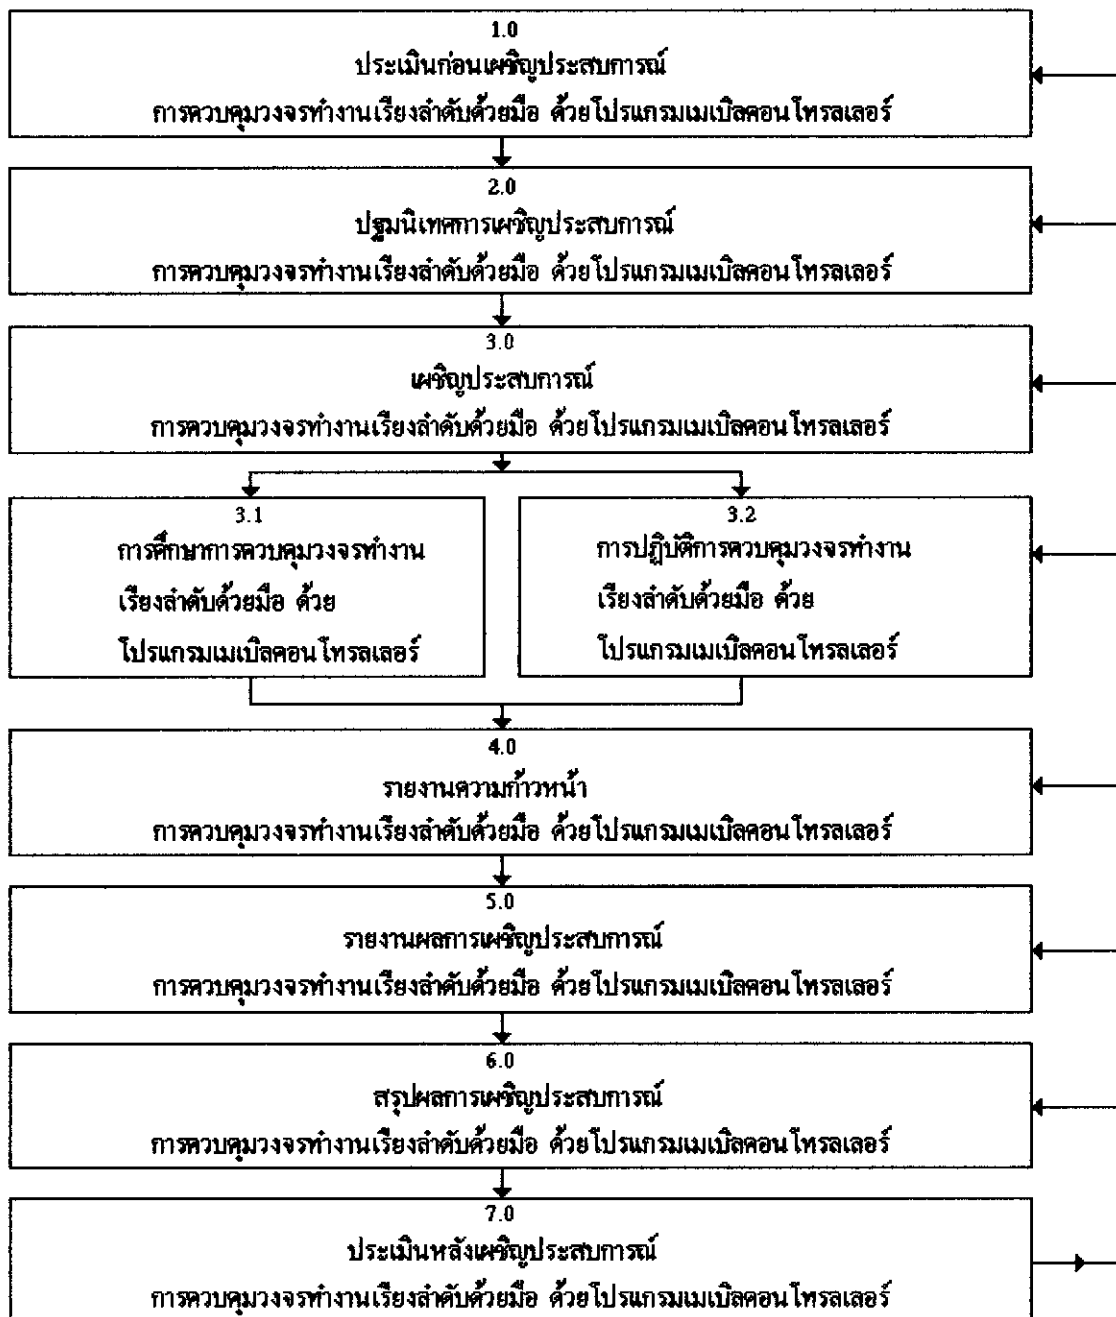 1.0
ประเมินก่อนเผชิญประสบการณ์
การควบคุมวงจรทำงานเรียงลำดับด้วยมือ ด้วยโปรแกรมเมเบิลคอนโทรลเลอร์
2.0
ปฐมนิเทศการเผชิญประสบการณ์
การควบคุมวงจรทำงานเรียงลำดับด้วยมือ ด้วยโปรแกรมเมเบิลคอนโทรลเลอร์
3.0
เผชิญประสบการณ์
การควบคุมวงจรทำงานเรียงลำดับด้วยมือ ด้วยโปรแกรมเมเบิลคอนโทรลเลอร์
3.1
การศึกษาการควบคุมวงจรทำงาน
เรียงลำดับด้วยมือ ด้วย
โปรแกรมเมเบิลคอนโทรลเลอร์
3.2
การปฏิบัติการควบคุมวงจรทำงาน
เรียงลำดับด้วยมือ ด้วย
โปรแกรมเมเบิลคอนโทรลเลอร์
4.0
รายงานความก้าวหน้า
การควบคุมวงจรทำงานเรียงลำดับด้วยมือ ด้วยโปรแกรมเมเบิลคอนโทรลเลอร์
5.0
รายงานผลการเผชิญประสบการณ์
การควบคุมวงจรทำงานเรียงลำดับด้วยมือ ด้วยโปรแกรมเมเบิลคอนโทรลเลอร์
6.0
สรุปผลการเผชิญประสบการณ์
การควบคุมวงจรทำงานเรียงลำดับด้วยมือ ด้วยโปรแกรมเมเบิลคอนโทรลเลอร์
7.0
ประเมินหลังเผชิญประสบการณ์
การควบคุมวงจรทำงานเรียงลำดับด้วยมือ ด้วยโปรแกรมเมเบิลคอนโทรลเลอร์